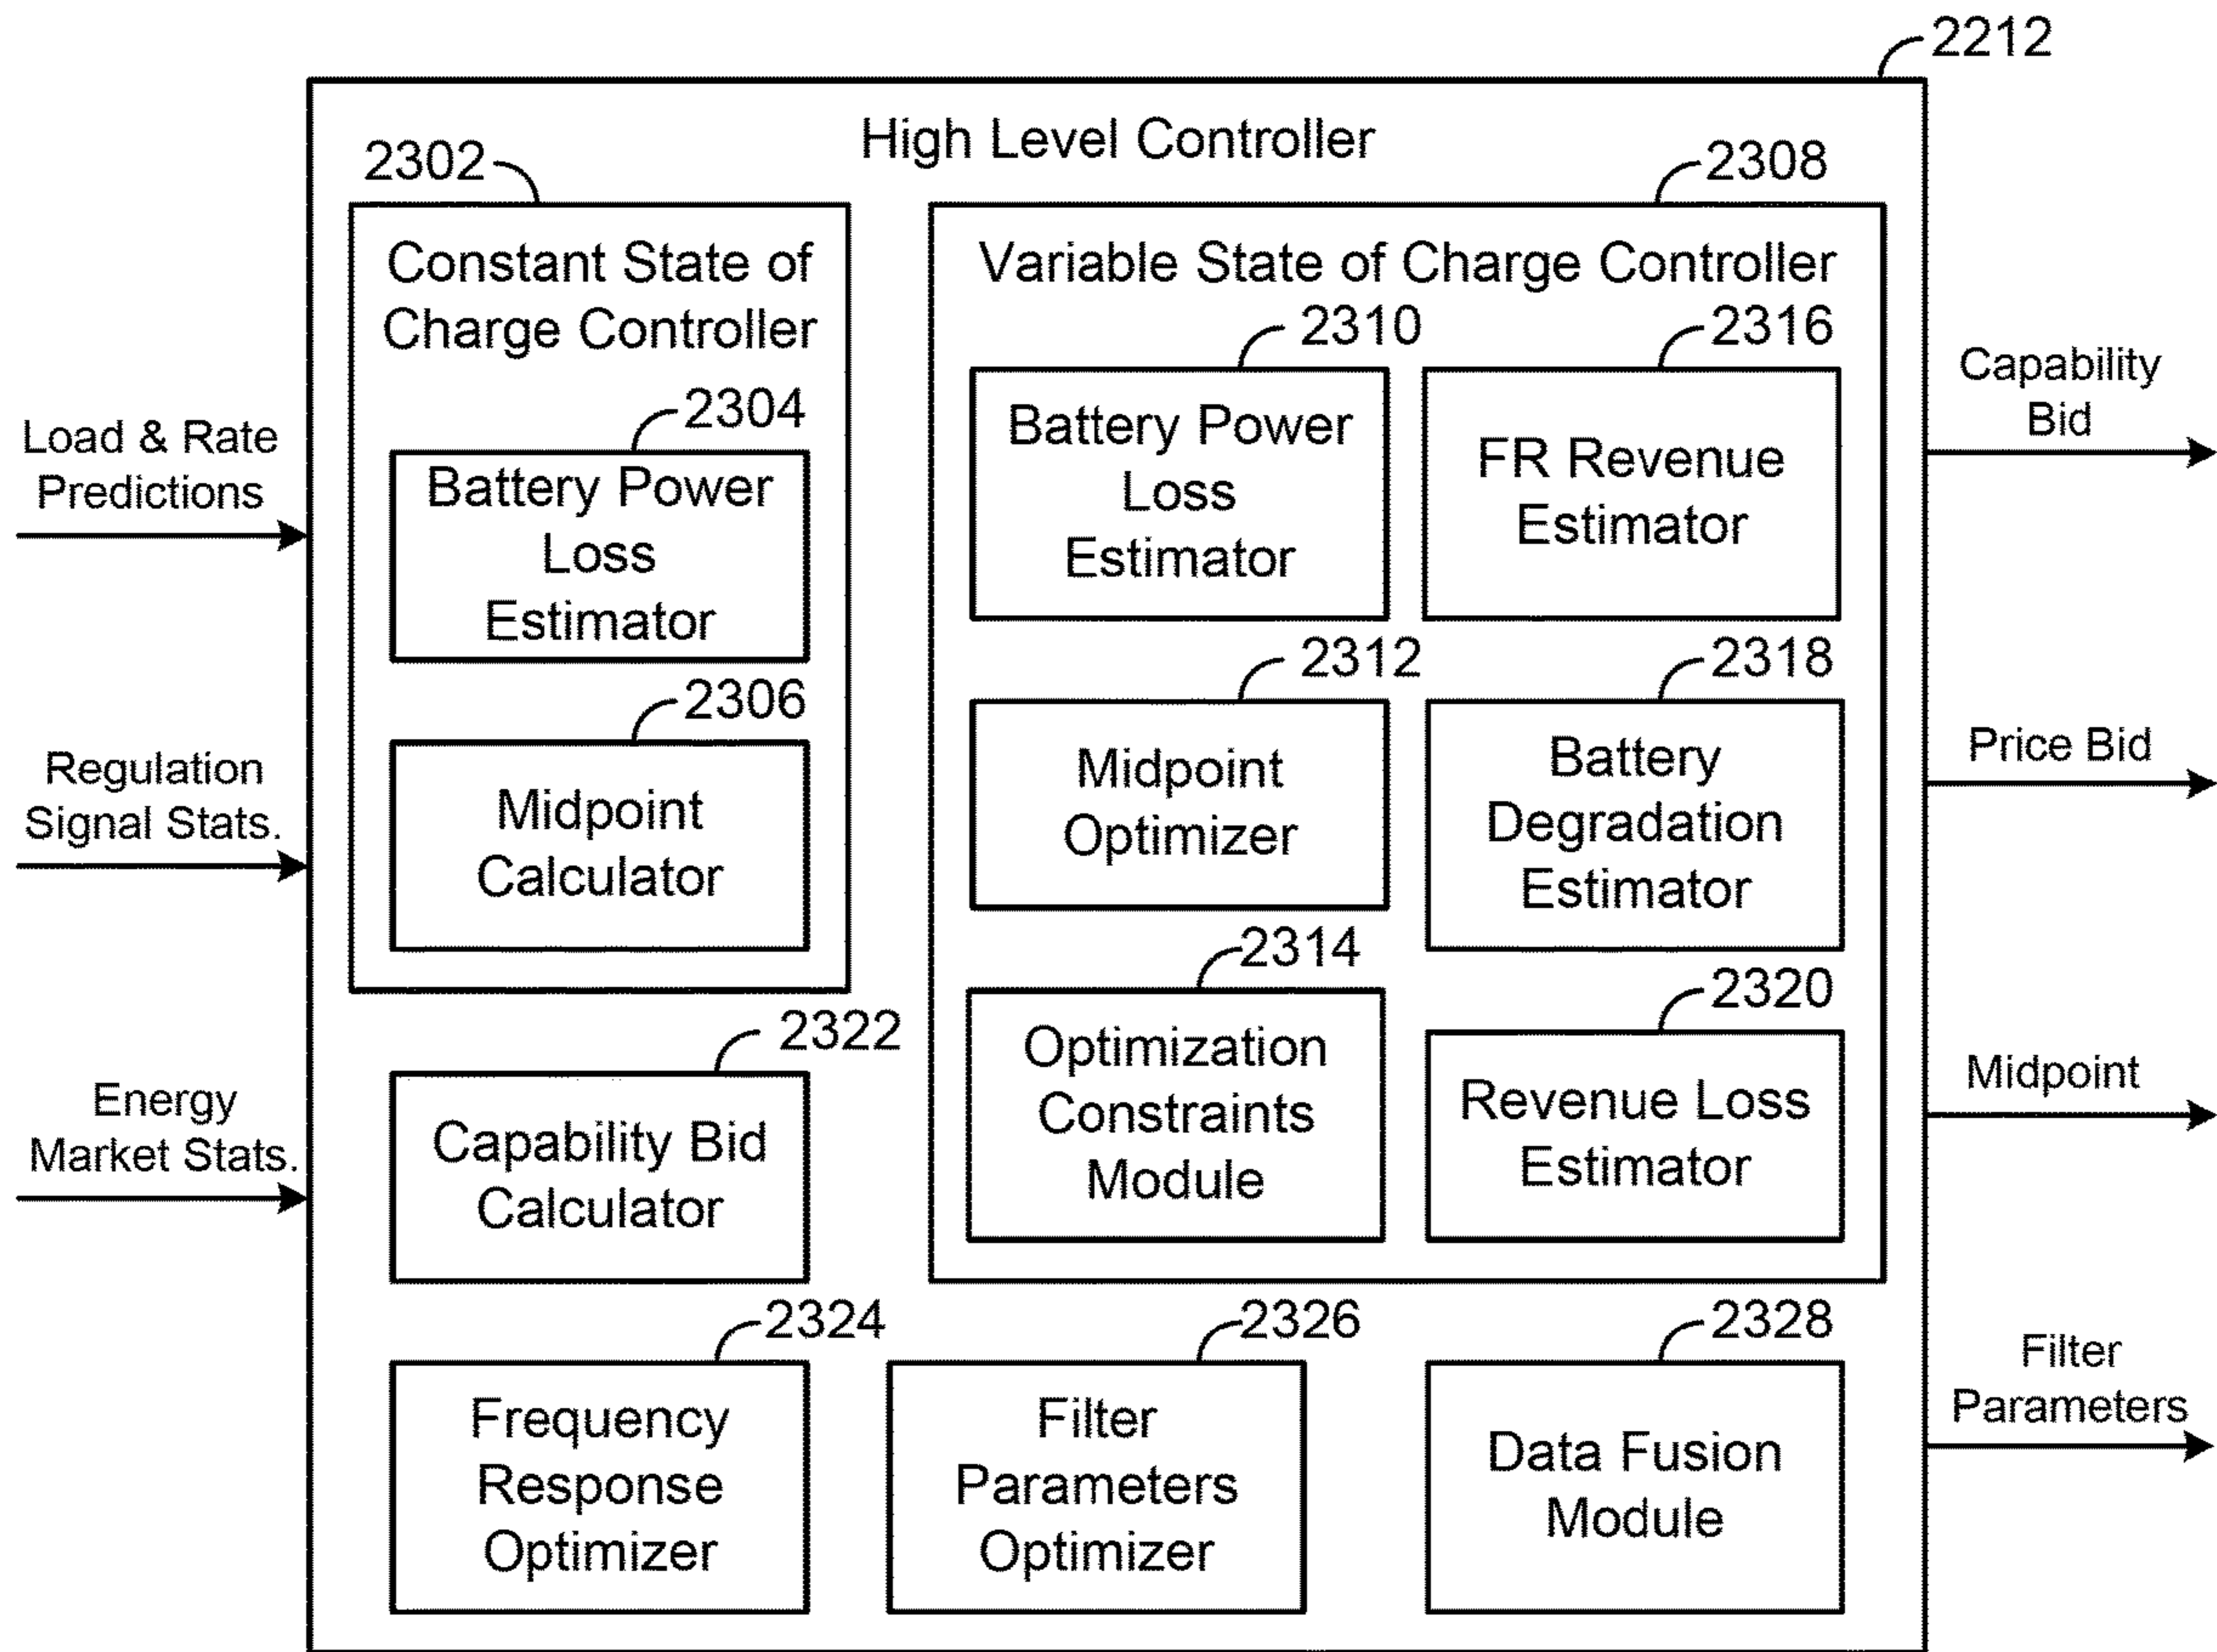 2212
High Level Controller
2302
Constant State of
Charge Controller
2304
Battery Power
Loss
Estimator
2306
Midpoint
Calculator
2308
Variable State of Charge Controller
2310
Battery Power
Loss
Estimator
2316
FR Revenue
Estimator
2312
Midpoint
Optimizer
2318
Battery
Degradation
Estimator
2314
Optimization
Constraints
Module
2320
Revenue Loss
Estimator
2322
Capability Bid
Calculator
2324
Frequency
Response
Optimizer
2326
Filter
Parameters
Optimizer
2328
Data Fusion
Module
Load & Rate
Predictions
Regulation
Signal Stats.
Energy
Market Stats.
Capability
Bid
Price Bid
Midpoint
Filter
Parameters